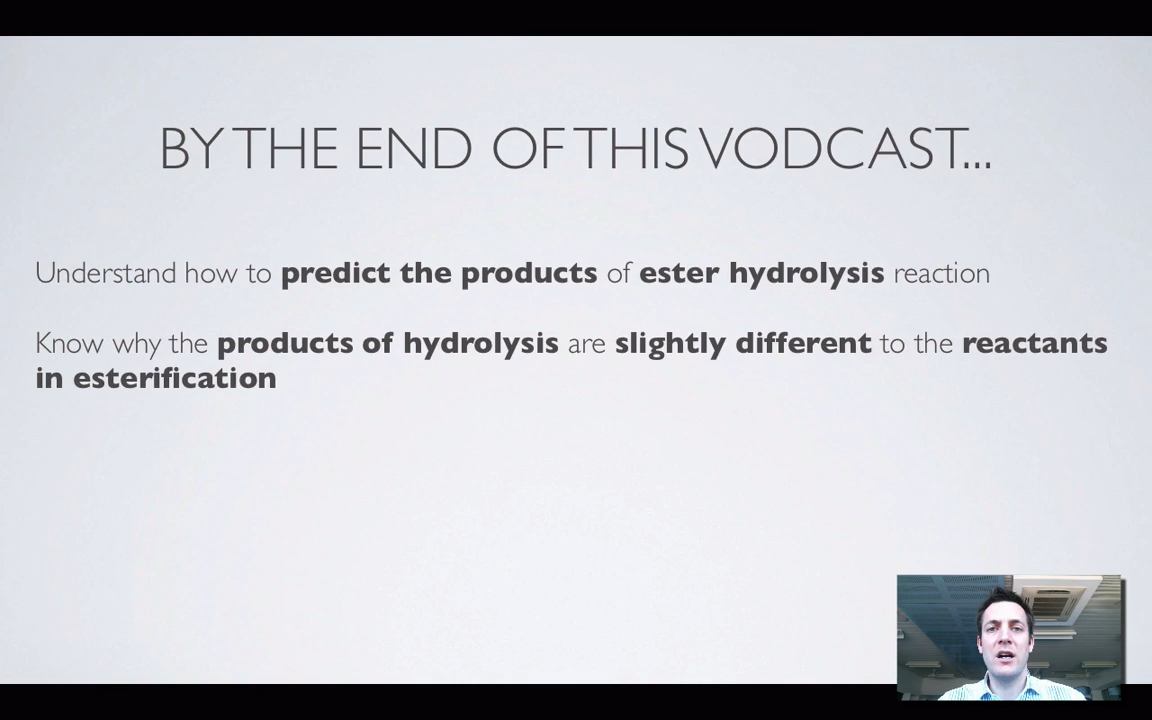 BY THE END OF THIS VODCAST...
Understand how to predict the products of ester hydrolysis reaction
Know why the products of hydrolysis are slightly different to the reactants
in esterification